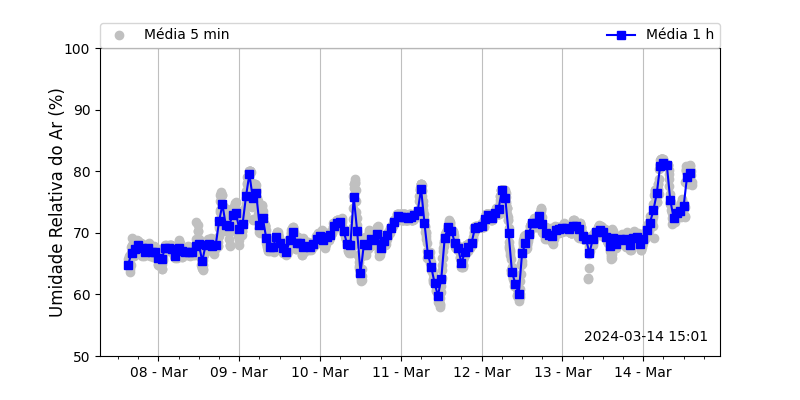 Média 5 min
Média 1 h
100
90
80
70
60
50
Umidade Relativa do Ar (%)
2024-03-14 15:01
08 - Mar
09 - Mar
10 - Mar
11 - Mar
12 - Mar
13 - Mar
14 - Mar